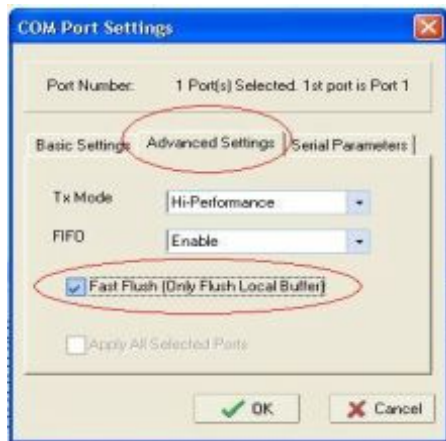 COM Port Settings
Port Number: 1 Port(s) Selected. 1st port is Port 1
Basic Settings Advanced Settings Serial Parameters
Tx Mode Hi-Performance
FIFO Enable
Fast Flush (Only Flush Local Buffer)
Apply All Selected Ports
OK Cancel